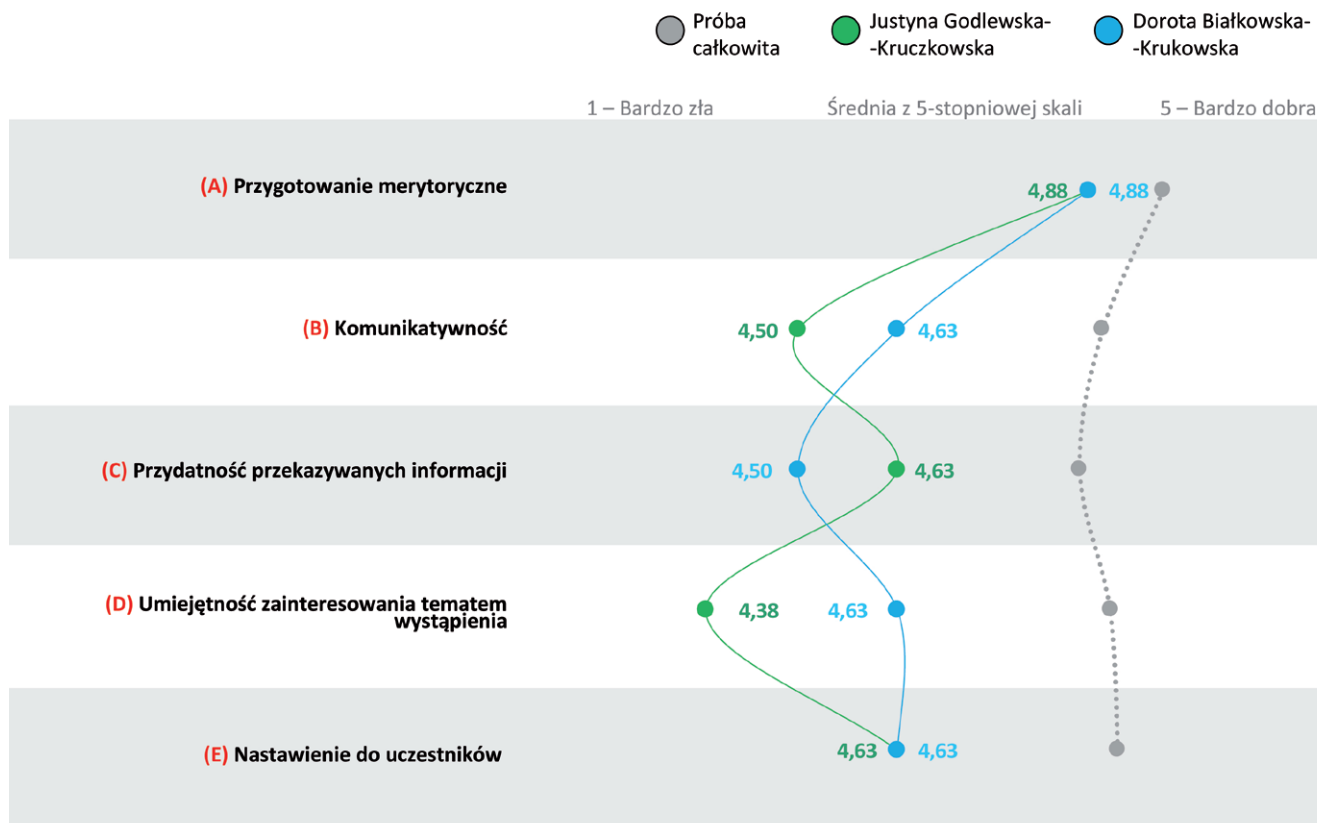 Próba
całkowita
Justyna Godlewska-
-Kruczkowska
Dorota Białkowska-
-Krukowska
1 – Bardzo zła
Średnia z 5-stopniowej skali
5 – Bardzo dobra
(A) Przygotowanie merytoryczne
4,88
4,88
(B) Komunikatywność
4,50
4,63
(C) Przydatność przekazywanych informacji
4,50
4,63
(D) Umiejętność zainteresowania tematem
wystąpienia
4,38
4,63
(E) Nastawienie do uczestników
4,63
4,63